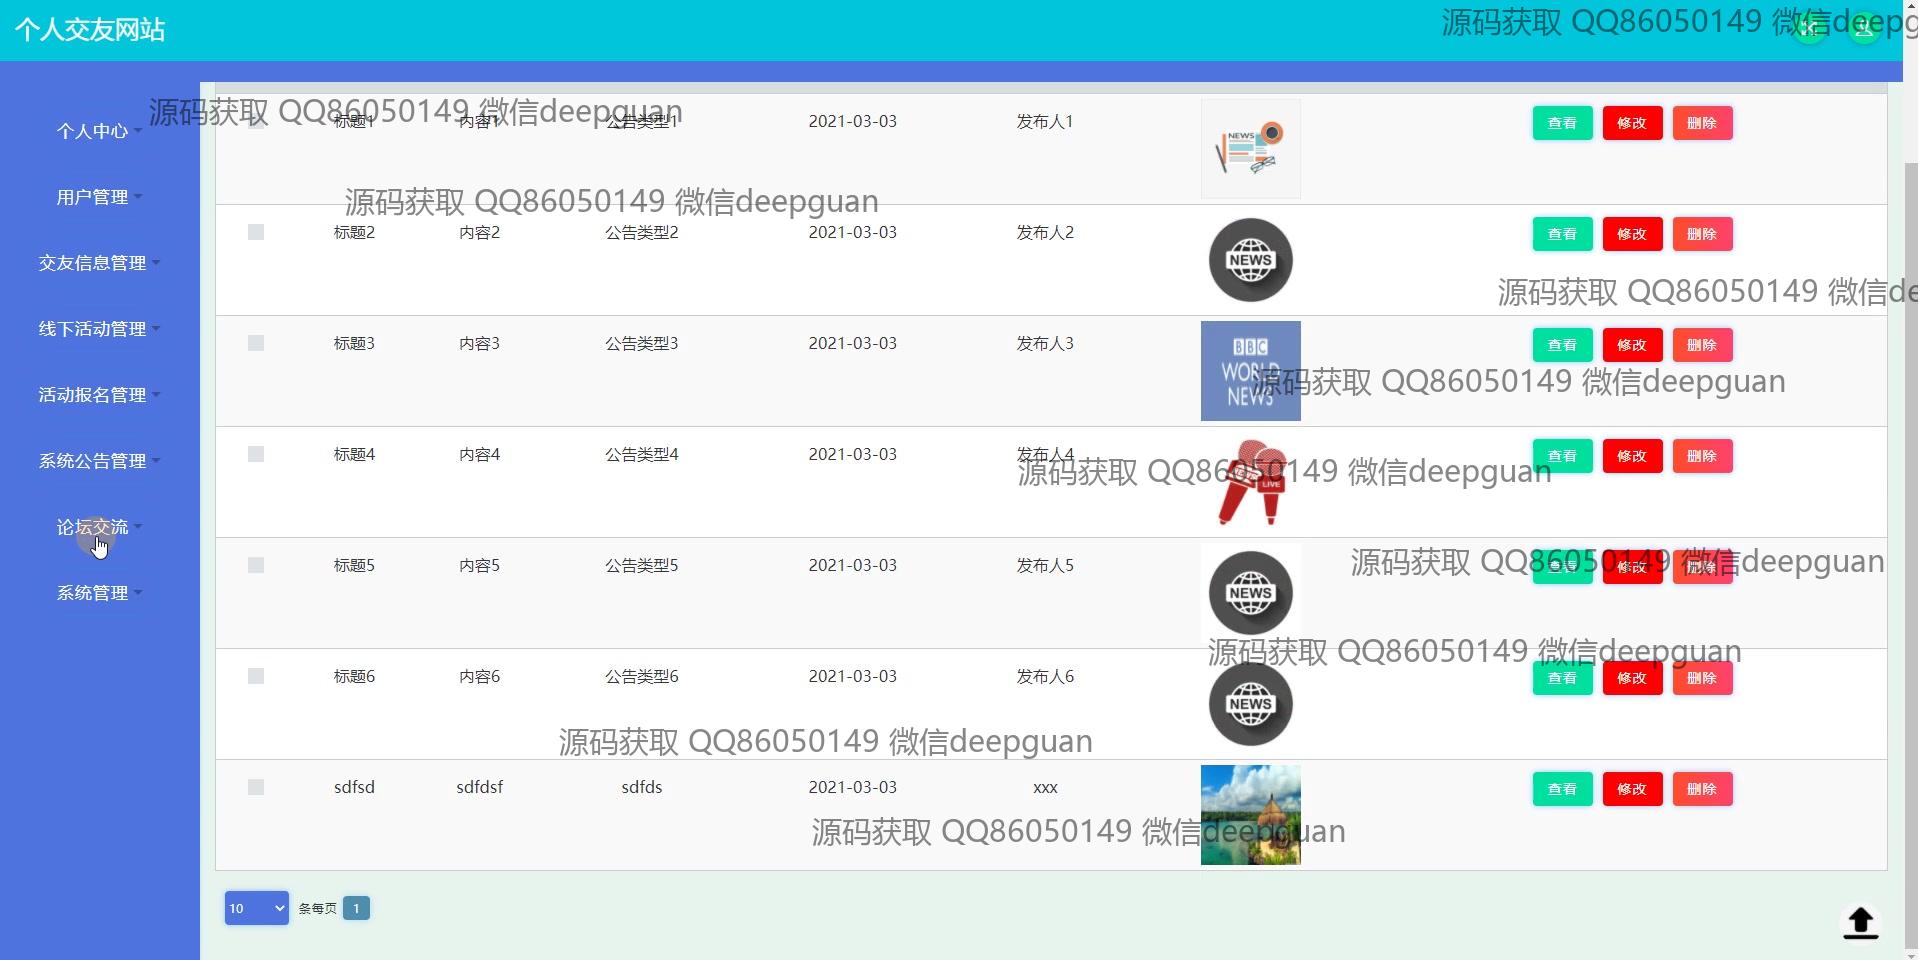 个人交友网站
源码获取 QQ86050149 微信deepg
源码获取 QQ86050149 微信deepguan
个人中心
标题1 内容1 公告类型1 2021-03-03 发布人1 NEWS 查看 修改 删除
用户管理
源码获取 QQ86050149 微信deepguan
标题2 内容2 公告类型2 2021-03-03 发布人2 NEWS 查看 修改 删除
交友信息管理
源码获取 QQ86050149 微信de
线下活动管理
标题3 内容3 公告类型3 2021-03-03 发布人3 BBC WORLD NEWS 查看 修改 删除
源码获取 QQ86050149 微信deepguan
活动报名管理
标题4 内容4 公告类型4 2021-03-03 发布人4 LIVE 查看 修改 删除
系统公告管理
源码获取 QQ86050149 微信deepguan
论坛交流
源码获取 QQ86050149 微信deepguan
标题5 内容5 公告类型5 2021-03-03 发布人5 NEWS 查看 修改 删除
系统管理
源码获取 QQ86050149 微信deepguan
标题6 内容6 公告类型6 2021-03-03 发布人6 NEWS 查看 修改 删除
源码获取 QQ86050149 微信deepguan
sdfsd sdfdsf sdfds 2021-03-03 xxx 查看 修改 删除
源码获取 QQ86050149 微信deepguan
10 条每页 1